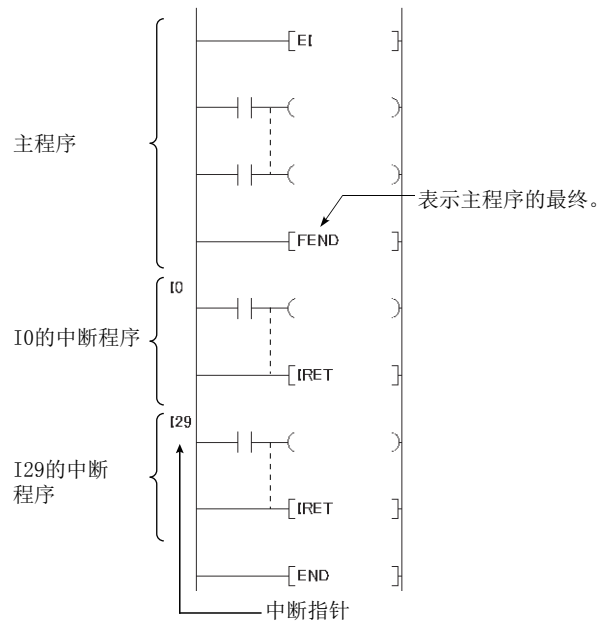 EI
主程序
表示主程序的最终。
FEND
I0
I0的中断程序
IRET
I29
I29的中断
程序
IRET
END
中断指针